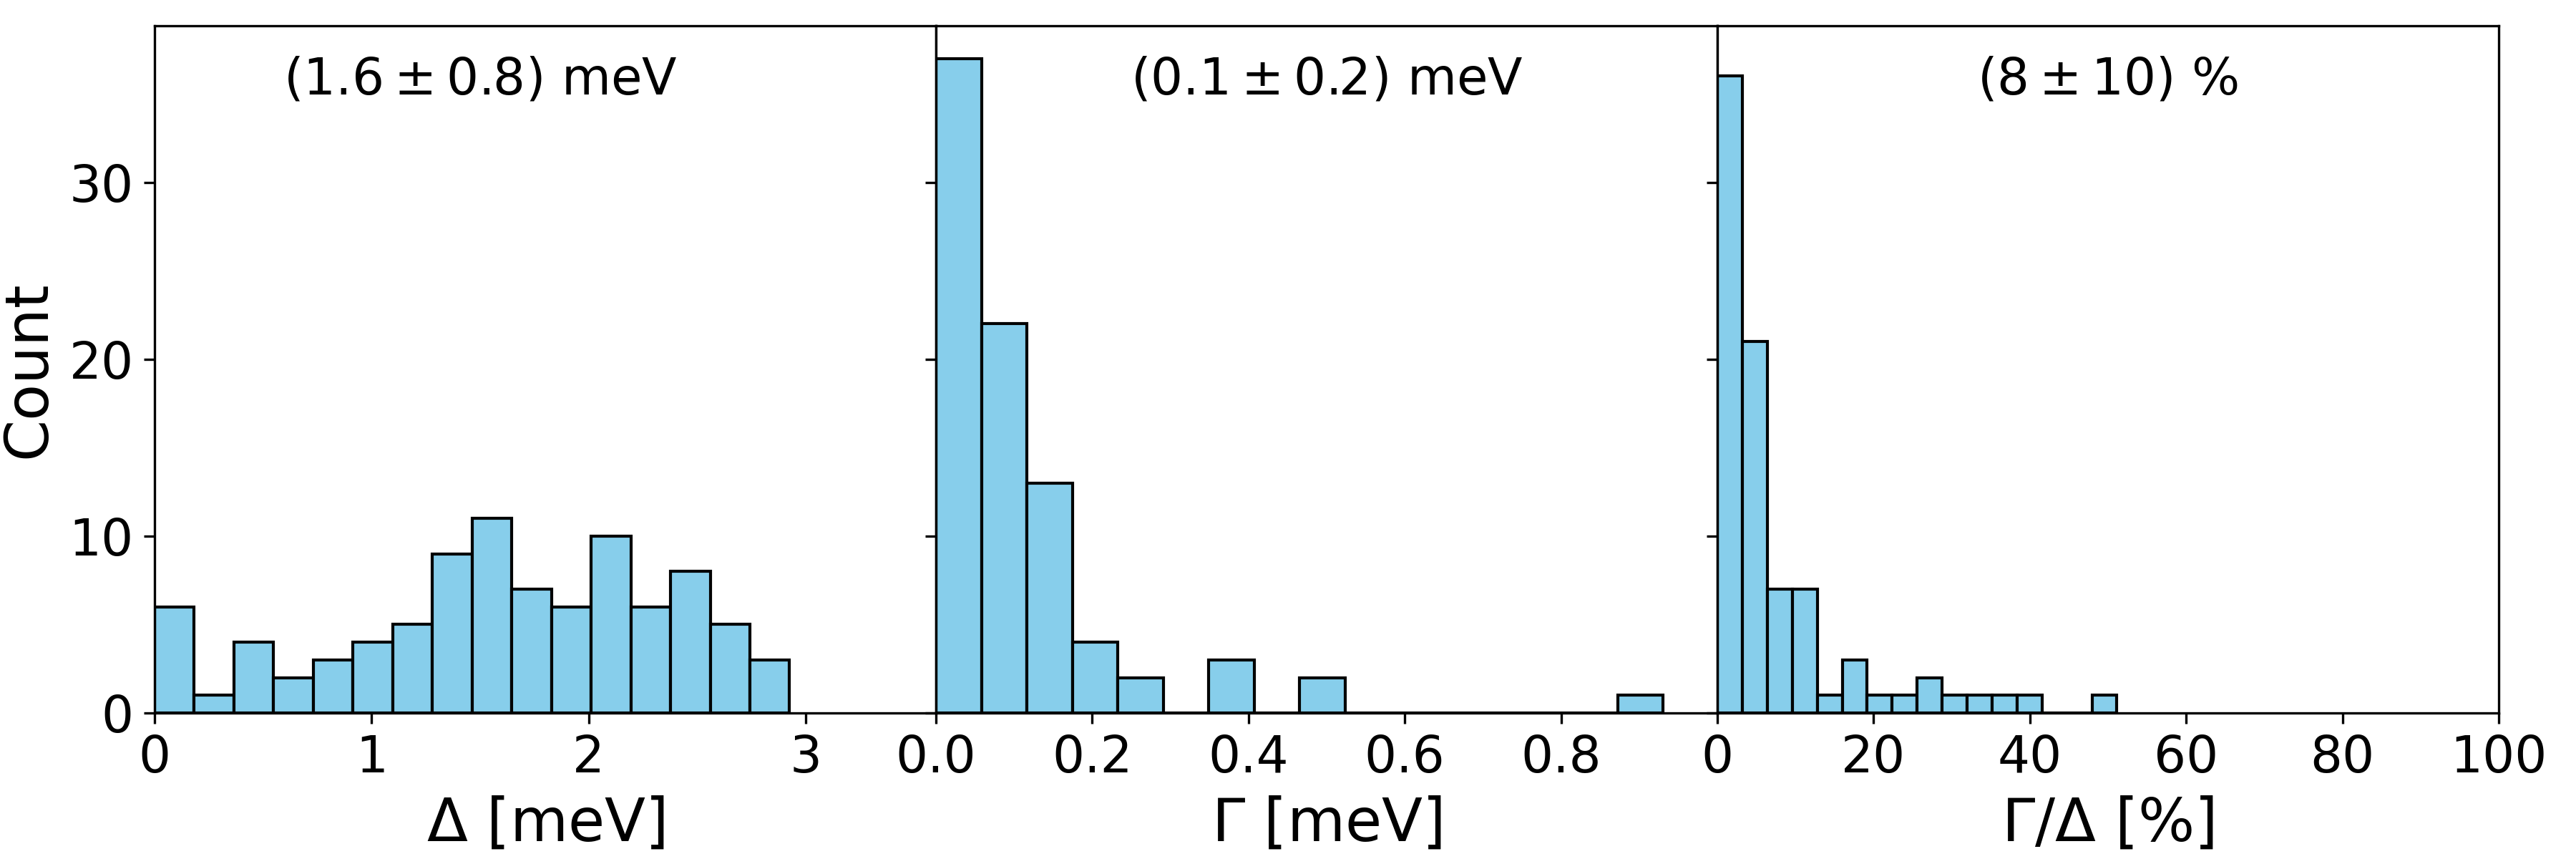 (1.6 ± 0.8) meV
(0.1 ± 0.2) meV
(8 ± 10) %
Count
30
20
10
0
0 1 2 3
0.0 0.2 0.4 0.6 0.8
0 20 40 60 80 100
Δ [meV]
Γ [meV]
Γ/Δ [%]